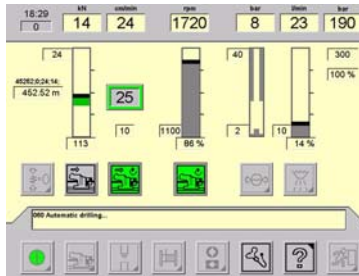 18:29
kN
cm/min
rpm
bar
l/min
bar
0
14
24
1720
8
23
190
24
40
300
100 %
452.52 m
25
10
1100
2
10
113
86 %
14 %
060 Automatic drilling...
?